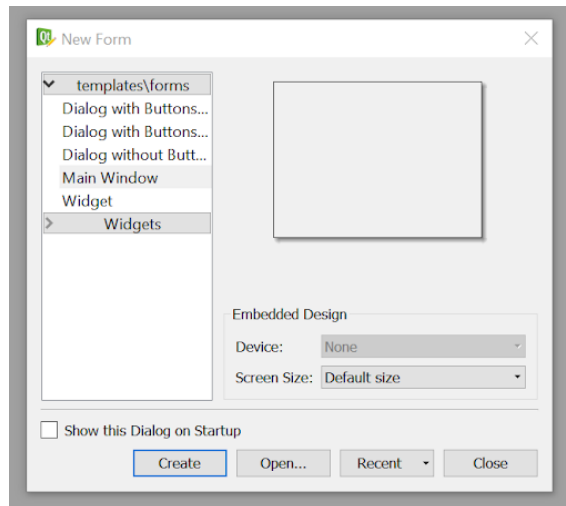 Qt New Form
templates\forms
Dialog with Buttons...
Dialog with Buttons...
Dialog without Butt...
Main Window
Widget
Widgets
Embedded Design
Device: None
Screen Size: Default size
Show this Dialog on Startup
Create Open... Recent Close